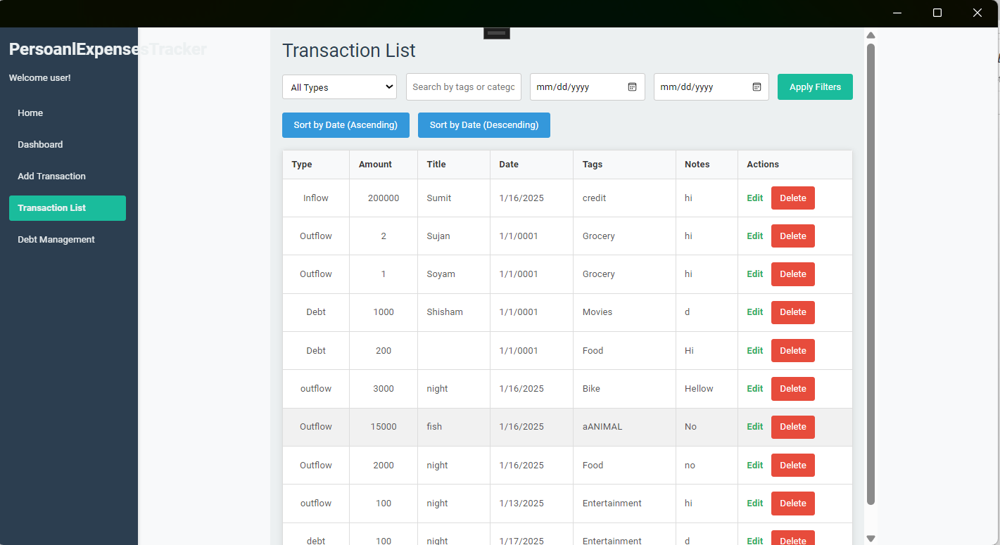 PersoanlExpensesTracker
Welcome user!
Home
Dashboard
Add Transaction
Transaction List
Debt Management
Transaction List
All Types Search by tags or catego mm/dd/yyyy mm/dd/yyyy Apply Filters
Sort by Date (Ascending) Sort by Date (Descending)
Type Amount Title Date Tags Notes Actions
Inflow 200000 Sumit 1/16/2025 credit hi Edit Delete
Outflow 2 Sujan 1/1/0001 Grocery hi Edit Delete
Outflow 1 Soyam 1/1/0001 Grocery hi Edit Delete
Debt 1000 Shisham 1/1/0001 Movies d Edit Delete
Debt 200 1/1/0001 Food Hi Edit Delete
outflow 3000 night 1/16/2025 Bike Hellow Edit Delete
Outflow 15000 fish 1/16/2025 aANIMAL No Edit Delete
Outflow 2000 night 1/16/2025 Food no Edit Delete
outflow 100 night 1/13/2025 Entertainment hi Edit Delete
debt 100 night 1/17/2025 Entertainment d Edit Delete